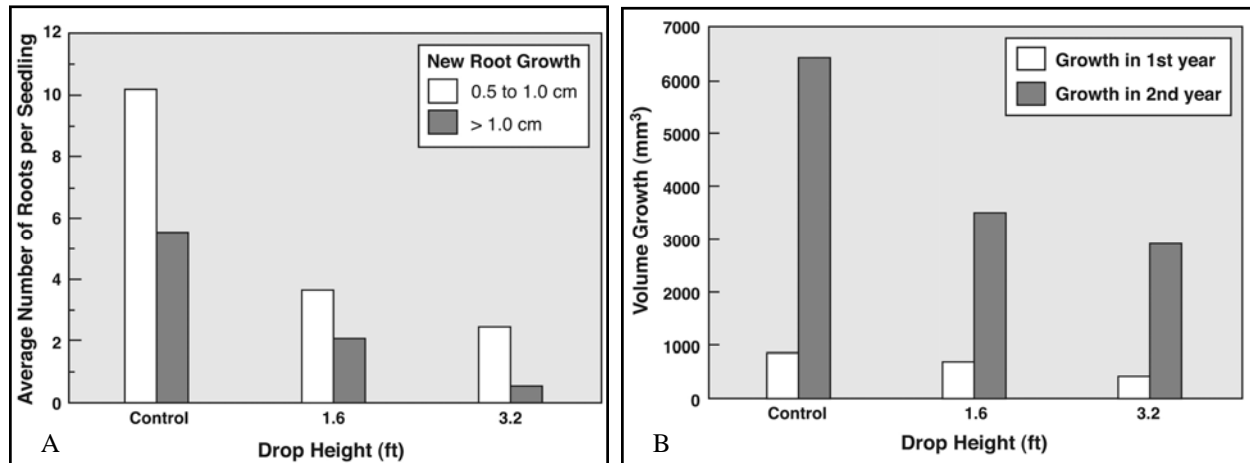 Average Number of Roots per Seedling
12
10
8
6
4
2
0
New Root Growth
0.5 to 1.0 cm
> 1.0 cm
Control 1.6 3.2
Drop Height (ft)
A
Volume Growth (mm³)
7000
6000
5000
4000
3000
2000
1000
0
Growth in 1st year
Growth in 2nd year
Control 1.6 3.2
Drop Height (ft)
B